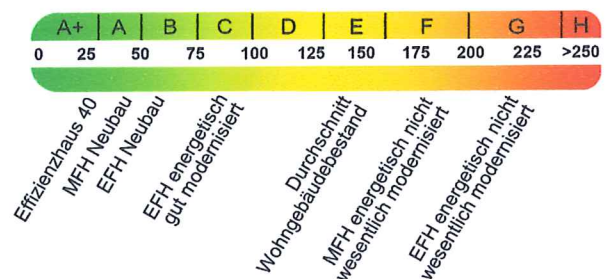 A+ A B C D E F G H
0 25 50 75 100 125 150 175 200 225 >250
Effizienzhaus 40
MFH Neubau
EFH Neubau
EFH energetisch
gut modernisiert
Durchschnitt
Wohngebäudebestand
MFH energetisch nicht
wesentlich modernisiert
EFH energetisch nicht
wesentlich modernisiert